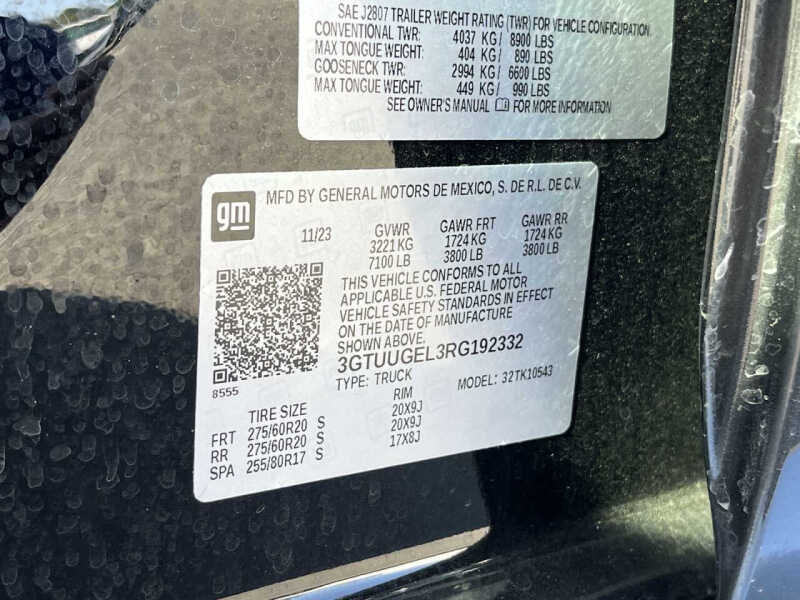 SAE J2807 TRAILER WEIGHT RATING (TWR) FOR VEHICLE CONFIGURATION
CONVENTIONAL TWR: 4037 KG / 8900 LBS
MAX TONGUE WEIGHT: 404 KG / 890 LBS
GOOSENECK TWR: 2994 KG / 6600 LBS
MAX TONGUE WEIGHT: 449 KG / 990 LBS
SEE OWNER'S MANUAL FOR MORE INFORMATION
gm
MFD BY GENERAL MOTORS DE MEXICO, S. DE R.L. DE C.V.
11/23 GVWR GAWR FRT GAWR RR
3221 KG 1724 KG 1724 KG
7100 LB 3800 LB 3800 LB
THIS VEHICLE CONFORMS TO ALL
APPLICABLE U.S. FEDERAL MOTOR
VEHICLE SAFETY STANDARDS IN EFFECT
ON THE DATE OF MANUFACTURE
SHOWN ABOVE.
3GTUUGEL3RG192332
8555
TYPE: TRUCK MODEL: 32TK10543
TIRE SIZE RIM
FRT 275/60R20 S 20X9J
RR 275/60R20 S 20X9J
SPA 255/80R17 S 17X8J